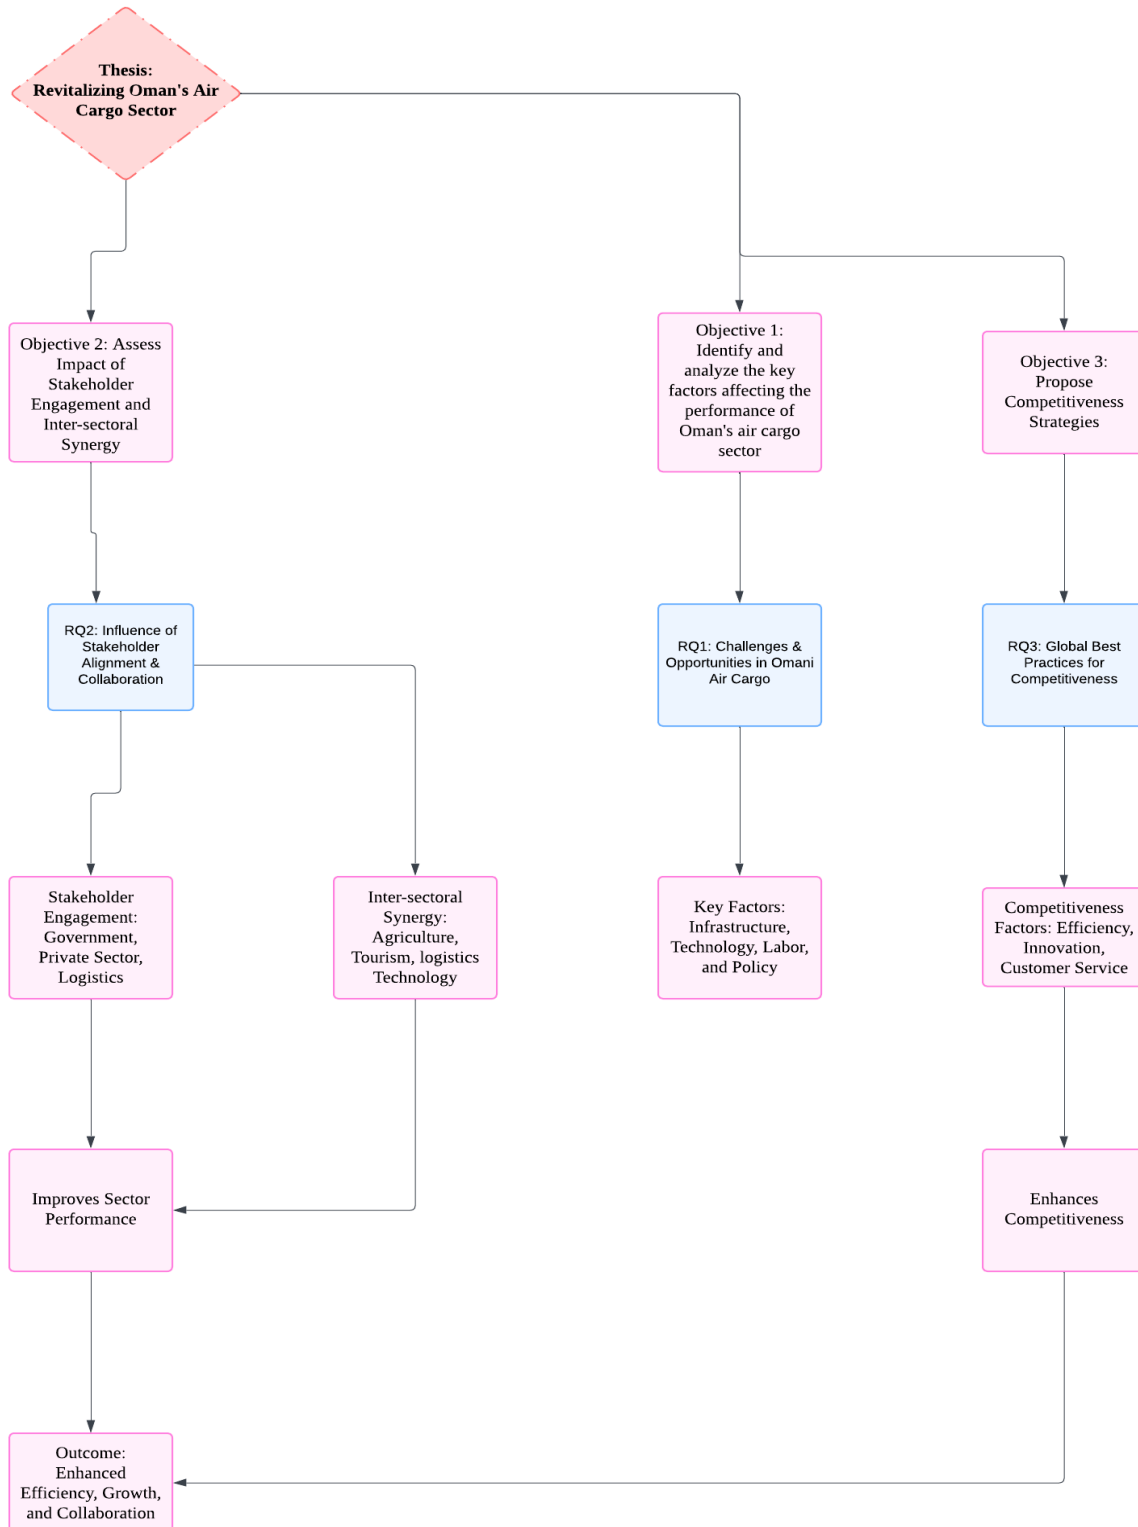 Thesis:
Revitalizing Oman's Air
Cargo Sector
Objective 2: Assess
Impact of
Stakeholder
Engagement and
Inter-sectoral
Synergy
Objective 1:
Identify and
analyze the key
factors affecting the
performance of
Oman's air cargo
sector
Objective 3:
Propose
Competitiveness
Strategies
RQ2: Influence of
Stakeholder
Alignment &
Collaboration
RQ1: Challenges &
Opportunities in Omani
Air Cargo
RQ3: Global Best
Practices for
Competitiveness
Stakeholder
Engagement:
Government,
Private Sector,
Logistics
Inter-sectoral
Synergy:
Agriculture,
Tourism, logistics
Technology
Key Factors:
Infrastructure,
Technology, Labor,
and Policy
Competitiveness
Factors: Efficiency,
Innovation,
Customer Service
Improves Sector
Performance
Enhances
Competitiveness
Outcome:
Enhanced
Efficiency, Growth,
and Collaboration